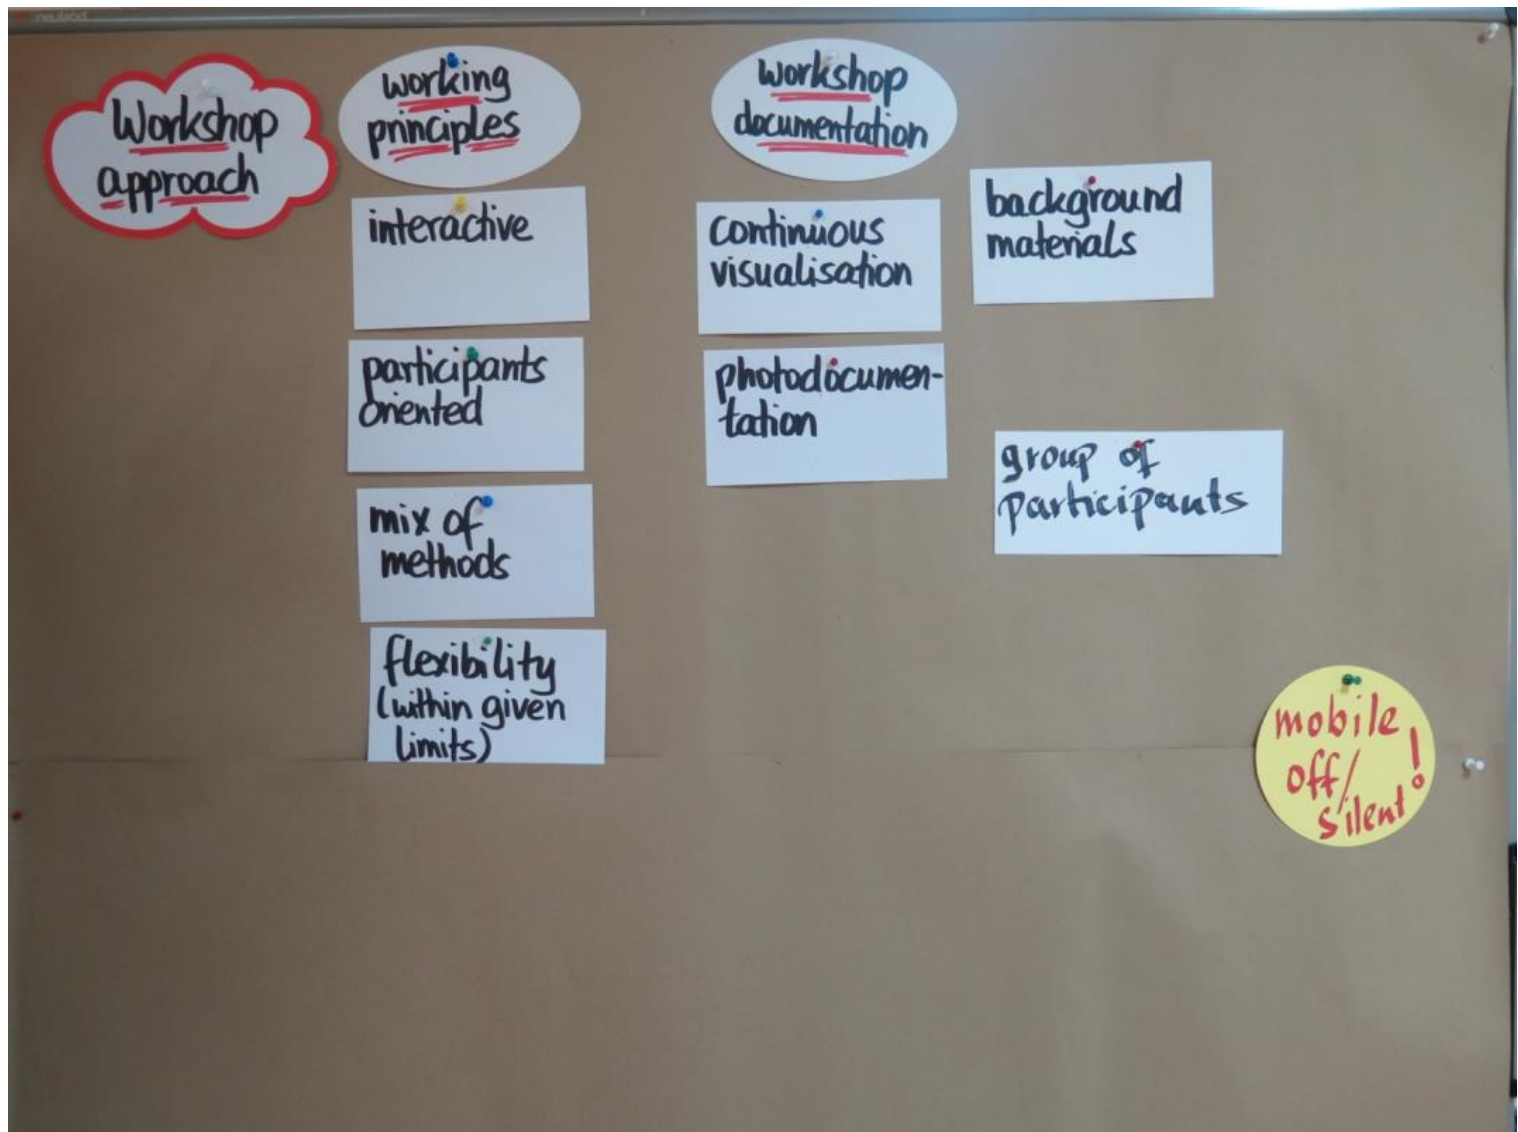 Workshop
approach
working
principles
interactive
participants
oriented
mix of
methods
flexibility
(within given
limits)
workshop
documentation
continuous
visualisation
photodocumen-
tation
background
materials
group of
participants
mobile
off/
silent!